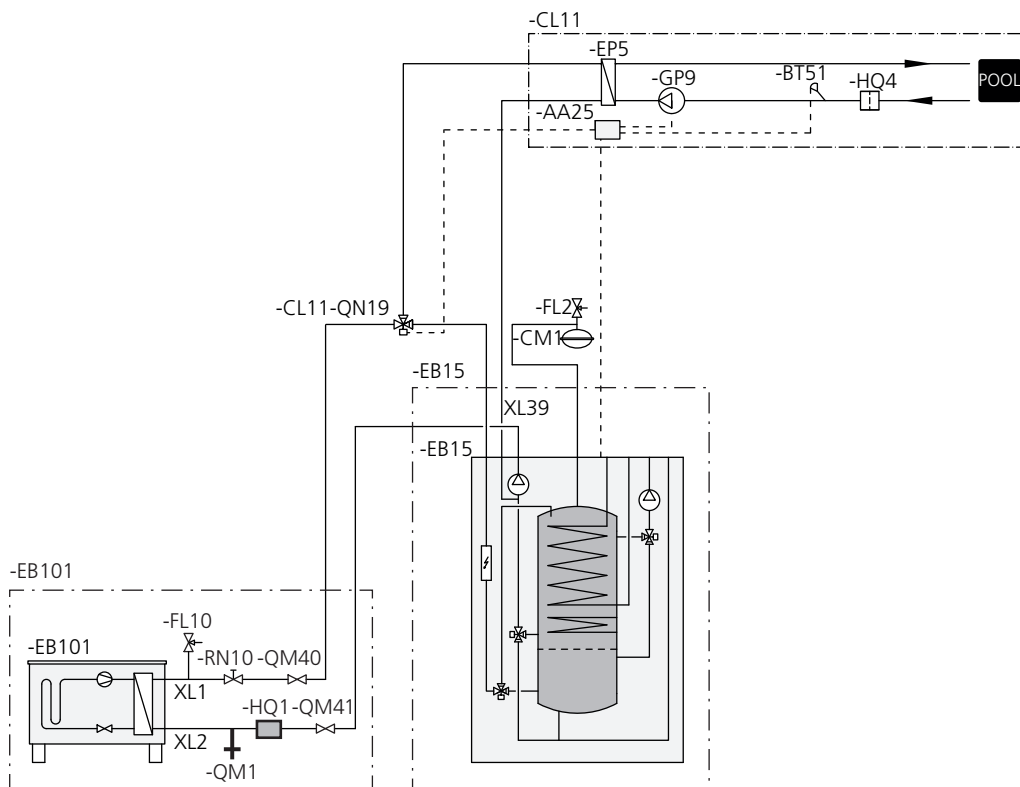 -CL11
-EP5
-GP9
-BT51
-HQ4
POOL
-AA25
-CL11-QN19
-FL2
-CM1
-EB15
XL39
-EB15
-EB101
-FL10
-EB101
-RN10 -QM40
XL1
-HQ1 -QM41
XL2
-QM1